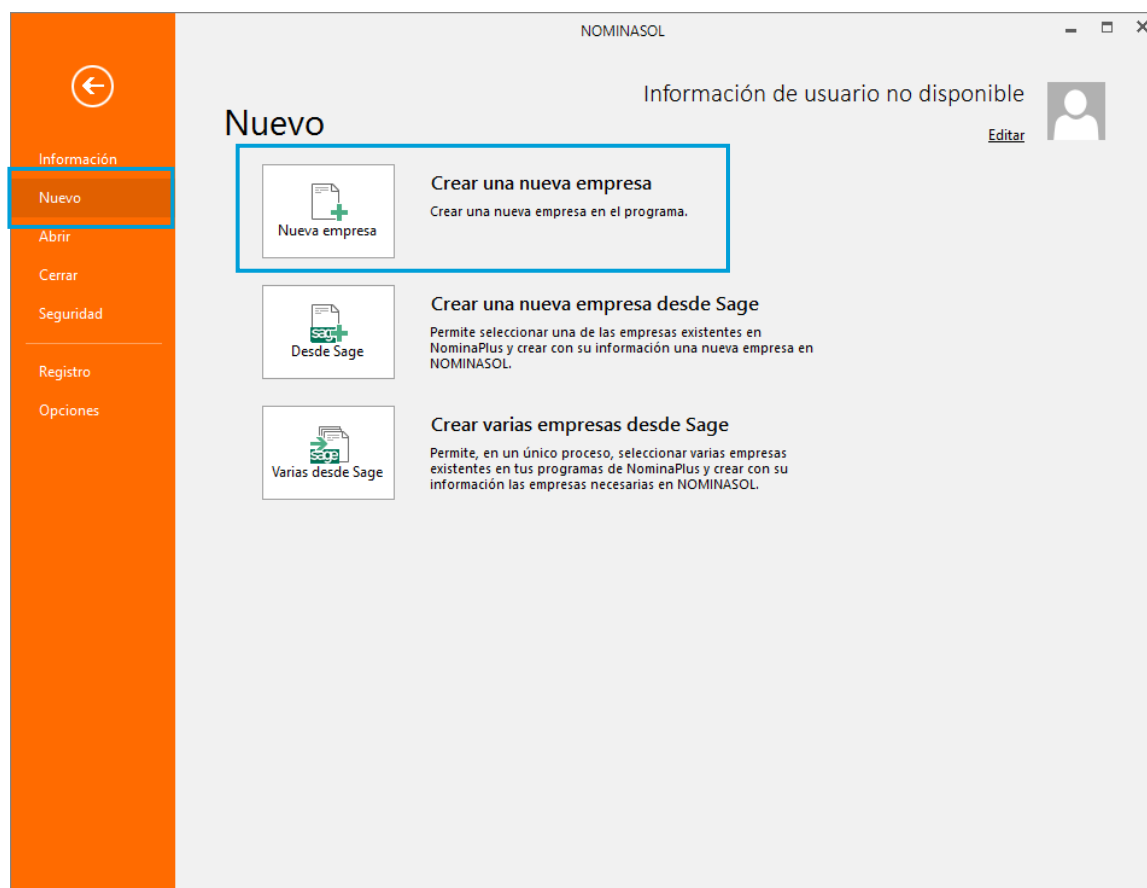 NOMINASOL
Información de usuario no disponible
Editar
Nuevo
Información
Nuevo
Abrir
Cerrar
Seguridad
Registro
Opciones
Nueva empresa
Crear una nueva empresa
Crear una nueva empresa en el programa.
sage
Desde Sage
Crear una nueva empresa desde Sage
Permite seleccionar una de las empresas existentes en
NominaPlus y crear con su información una nueva empresa en
NOMINASOL.
sage
Varias desde Sage
Crear varias empresas desde Sage
Permite, en un único proceso, seleccionar varias empresas
existentes en tus programas de NominaPlus y crear con su
información las empresas necesarias en NOMINASOL.